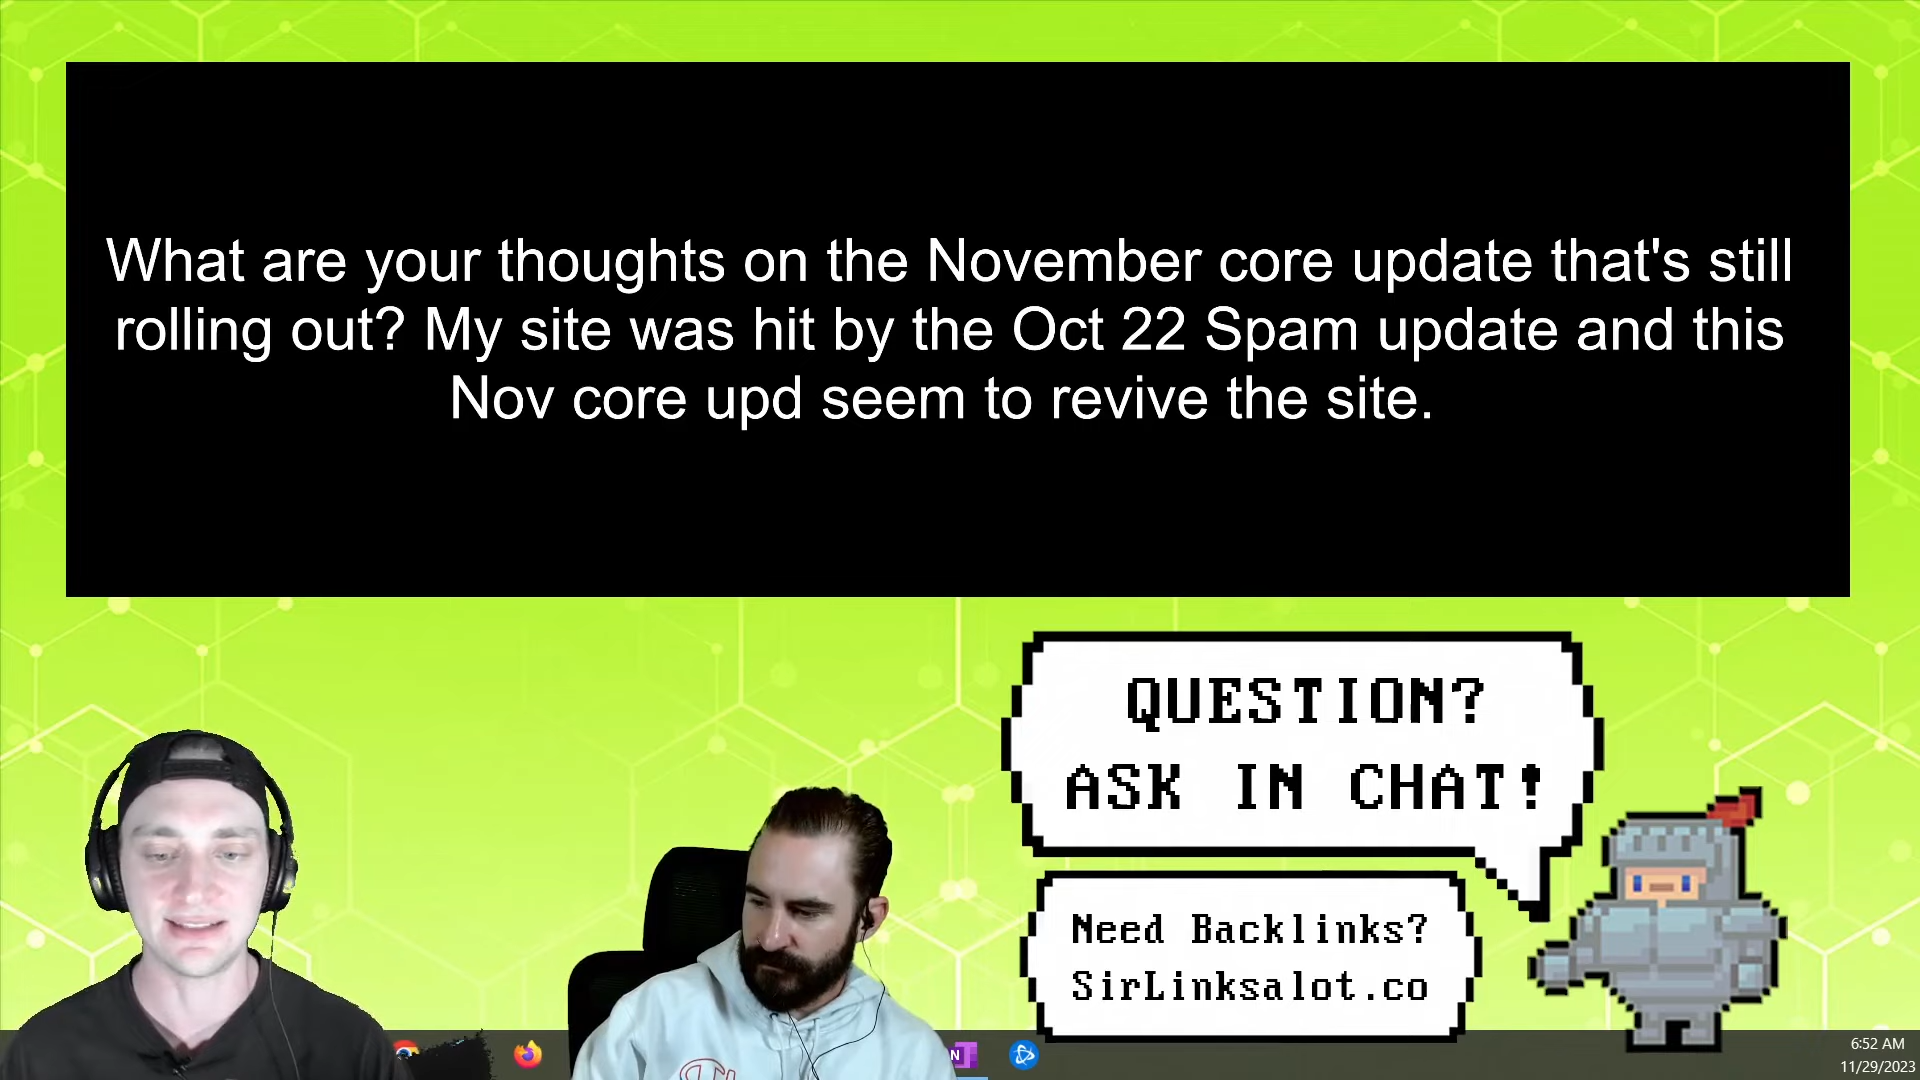 What are your thoughts on the November core update that's still
rolling out? My site was hit by the Oct 22 Spam update and this
Nov core upd seem to revive the site.
QUESTION?
ASK IN CHAT!
Need Backlinks?
SirLinksalot.co
N
6:52 AM
11/29/2023